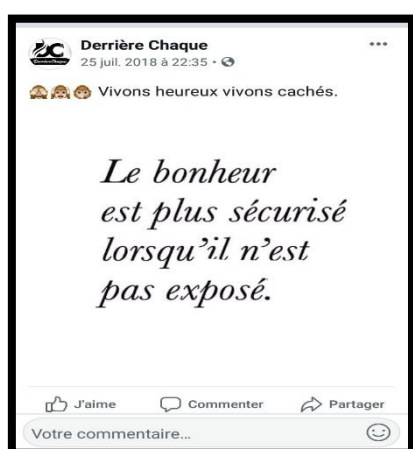 Derrière Chaque
25 juil. 2018 à 22:35 •
🙈🙉🐵 Vivons heureux vivons cachés.
Le bonheur
est plus sécurisé
lorsqu'il n'est
pas exposé.
J'aime Commenter Partager
Votre commentaire...